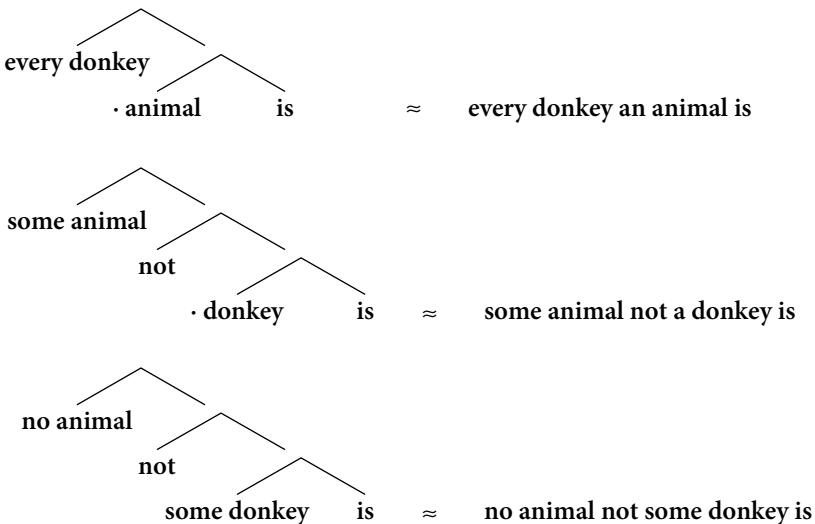 every donkey
· animal is ≈ every donkey an animal is
some animal
not
· donkey is ≈ some animal not a donkey is
no animal
not
some donkey is ≈ no animal not some donkey is